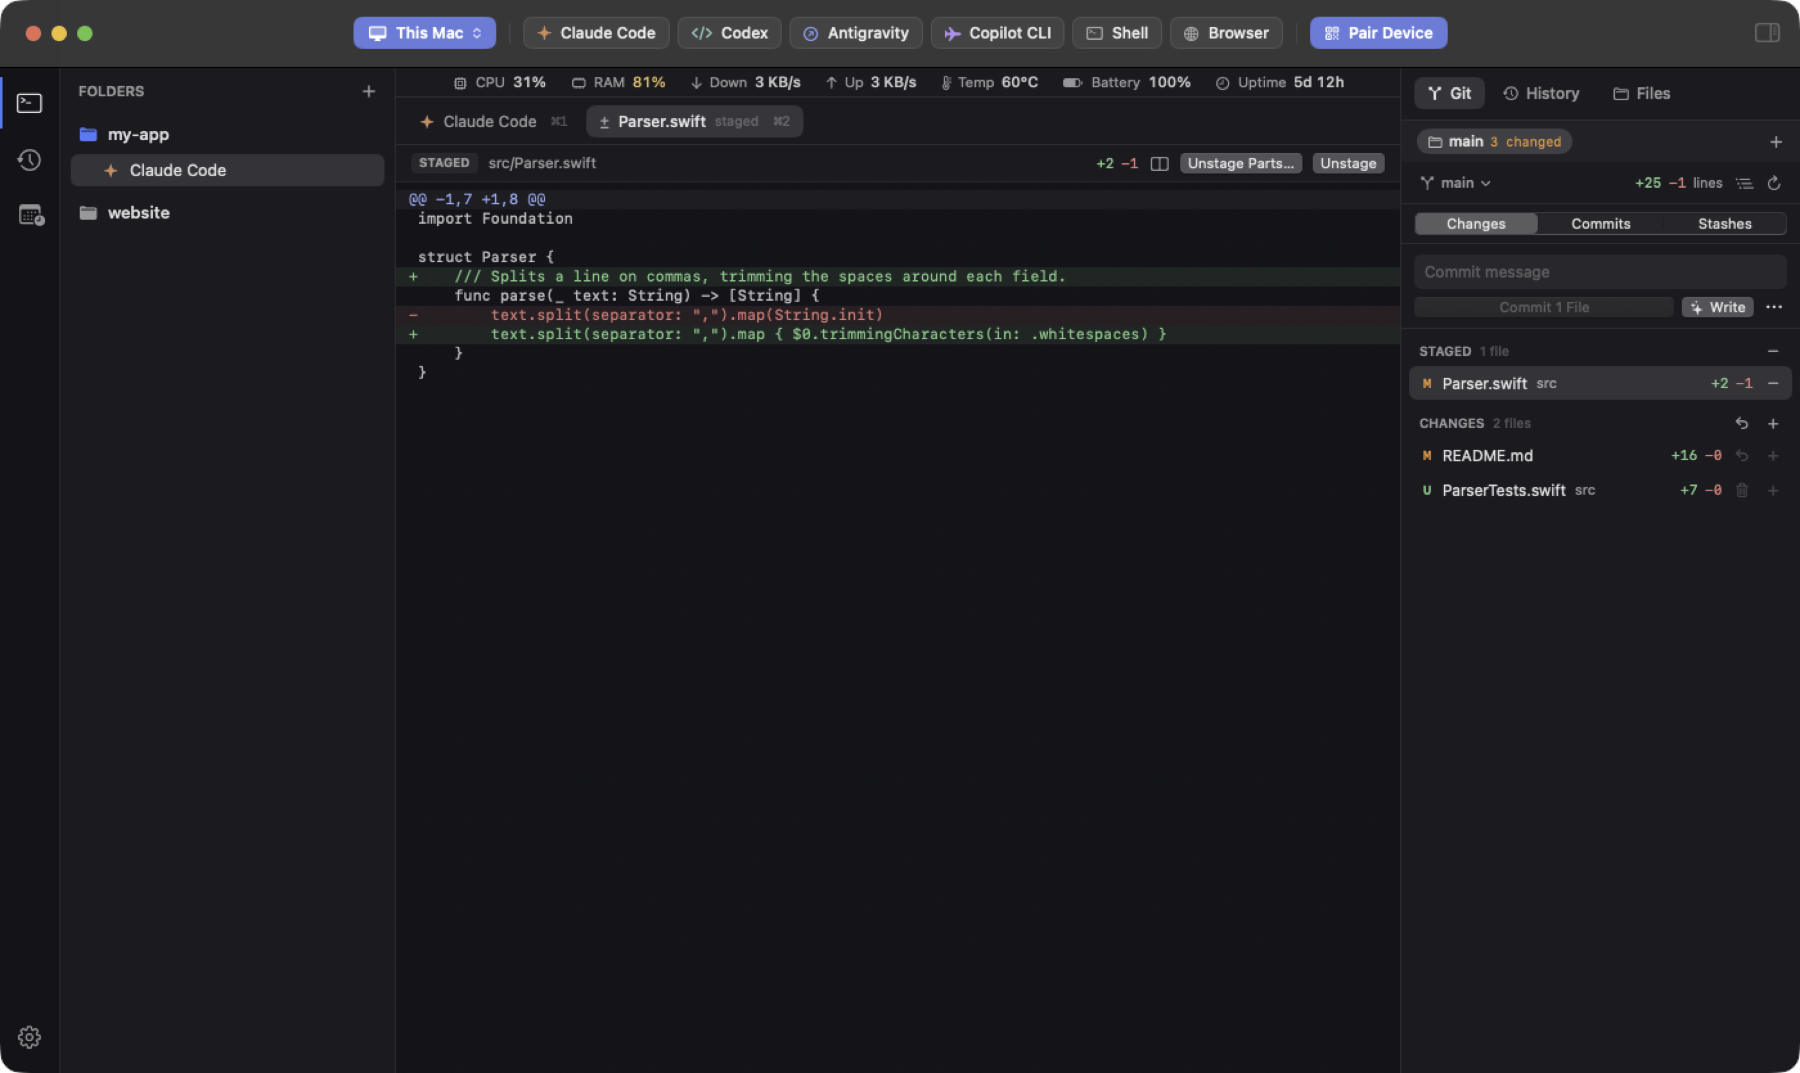 This Mac
Claude Code
Codex
Antigravity
Copilot CLI
Shell
Browser
Pair Device
FOLDERS
my-app
Claude Code
website
CPU 31% RAM 81% Down 3 KB/s Up 3 KB/s Temp 60°C Battery 100% Uptime 5d 12h
Claude Code ⌘1
Parser.swift staged ⌘2
STAGED src/Parser.swift +2 −1 Unstage Parts... Unstage
@@ −1,7 +1,8 @@
import Foundation
struct Parser {
+ /// Splits a line on commas, trimming the spaces around each field.
func parse(_ text: String) -> [String] {
− text.split(separator: ",").map(String.init)
+ text.split(separator: ",").map { $0.trimmingCharacters(in: .whitespaces) }
}
}
Git History Files
main 3 changed
main +25 −1 lines
Changes Commits Stashes
Commit message
Commit 1 File Write
STAGED 1 file
M Parser.swift src +2 −1
CHANGES 2 files
M README.md +16 −0
U ParserTests.swift src +7 −0